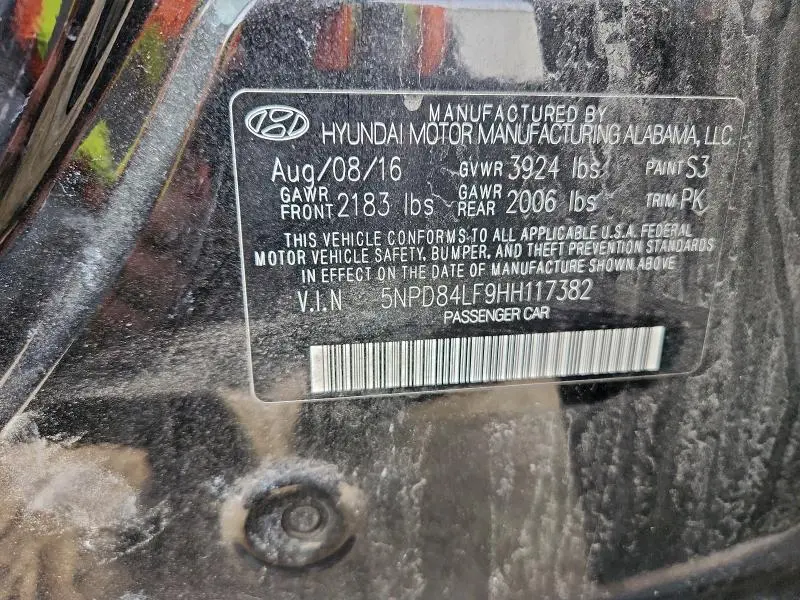 MANUFACTURED BY
HYUNDAI MOTOR MANUFACTURING ALABAMA, LLC
Aug/08/16 GVWR 3924 lbs PAINT S3
GAWR FRONT 2183 lbs GAWR REAR 2006 lbs TRIM PK
THIS VEHICLE CONFORMS TO ALL APPLICABLE U.S.A. FEDERAL
MOTOR VEHICLE SAFETY, BUMPER, AND THEFT PREVENTION STANDARDS
IN EFFECT ON THE DATE OF MANUFACTURE SHOWN ABOVE
V.I.N 5NPD84LF9HH117382
PASSENGER CAR